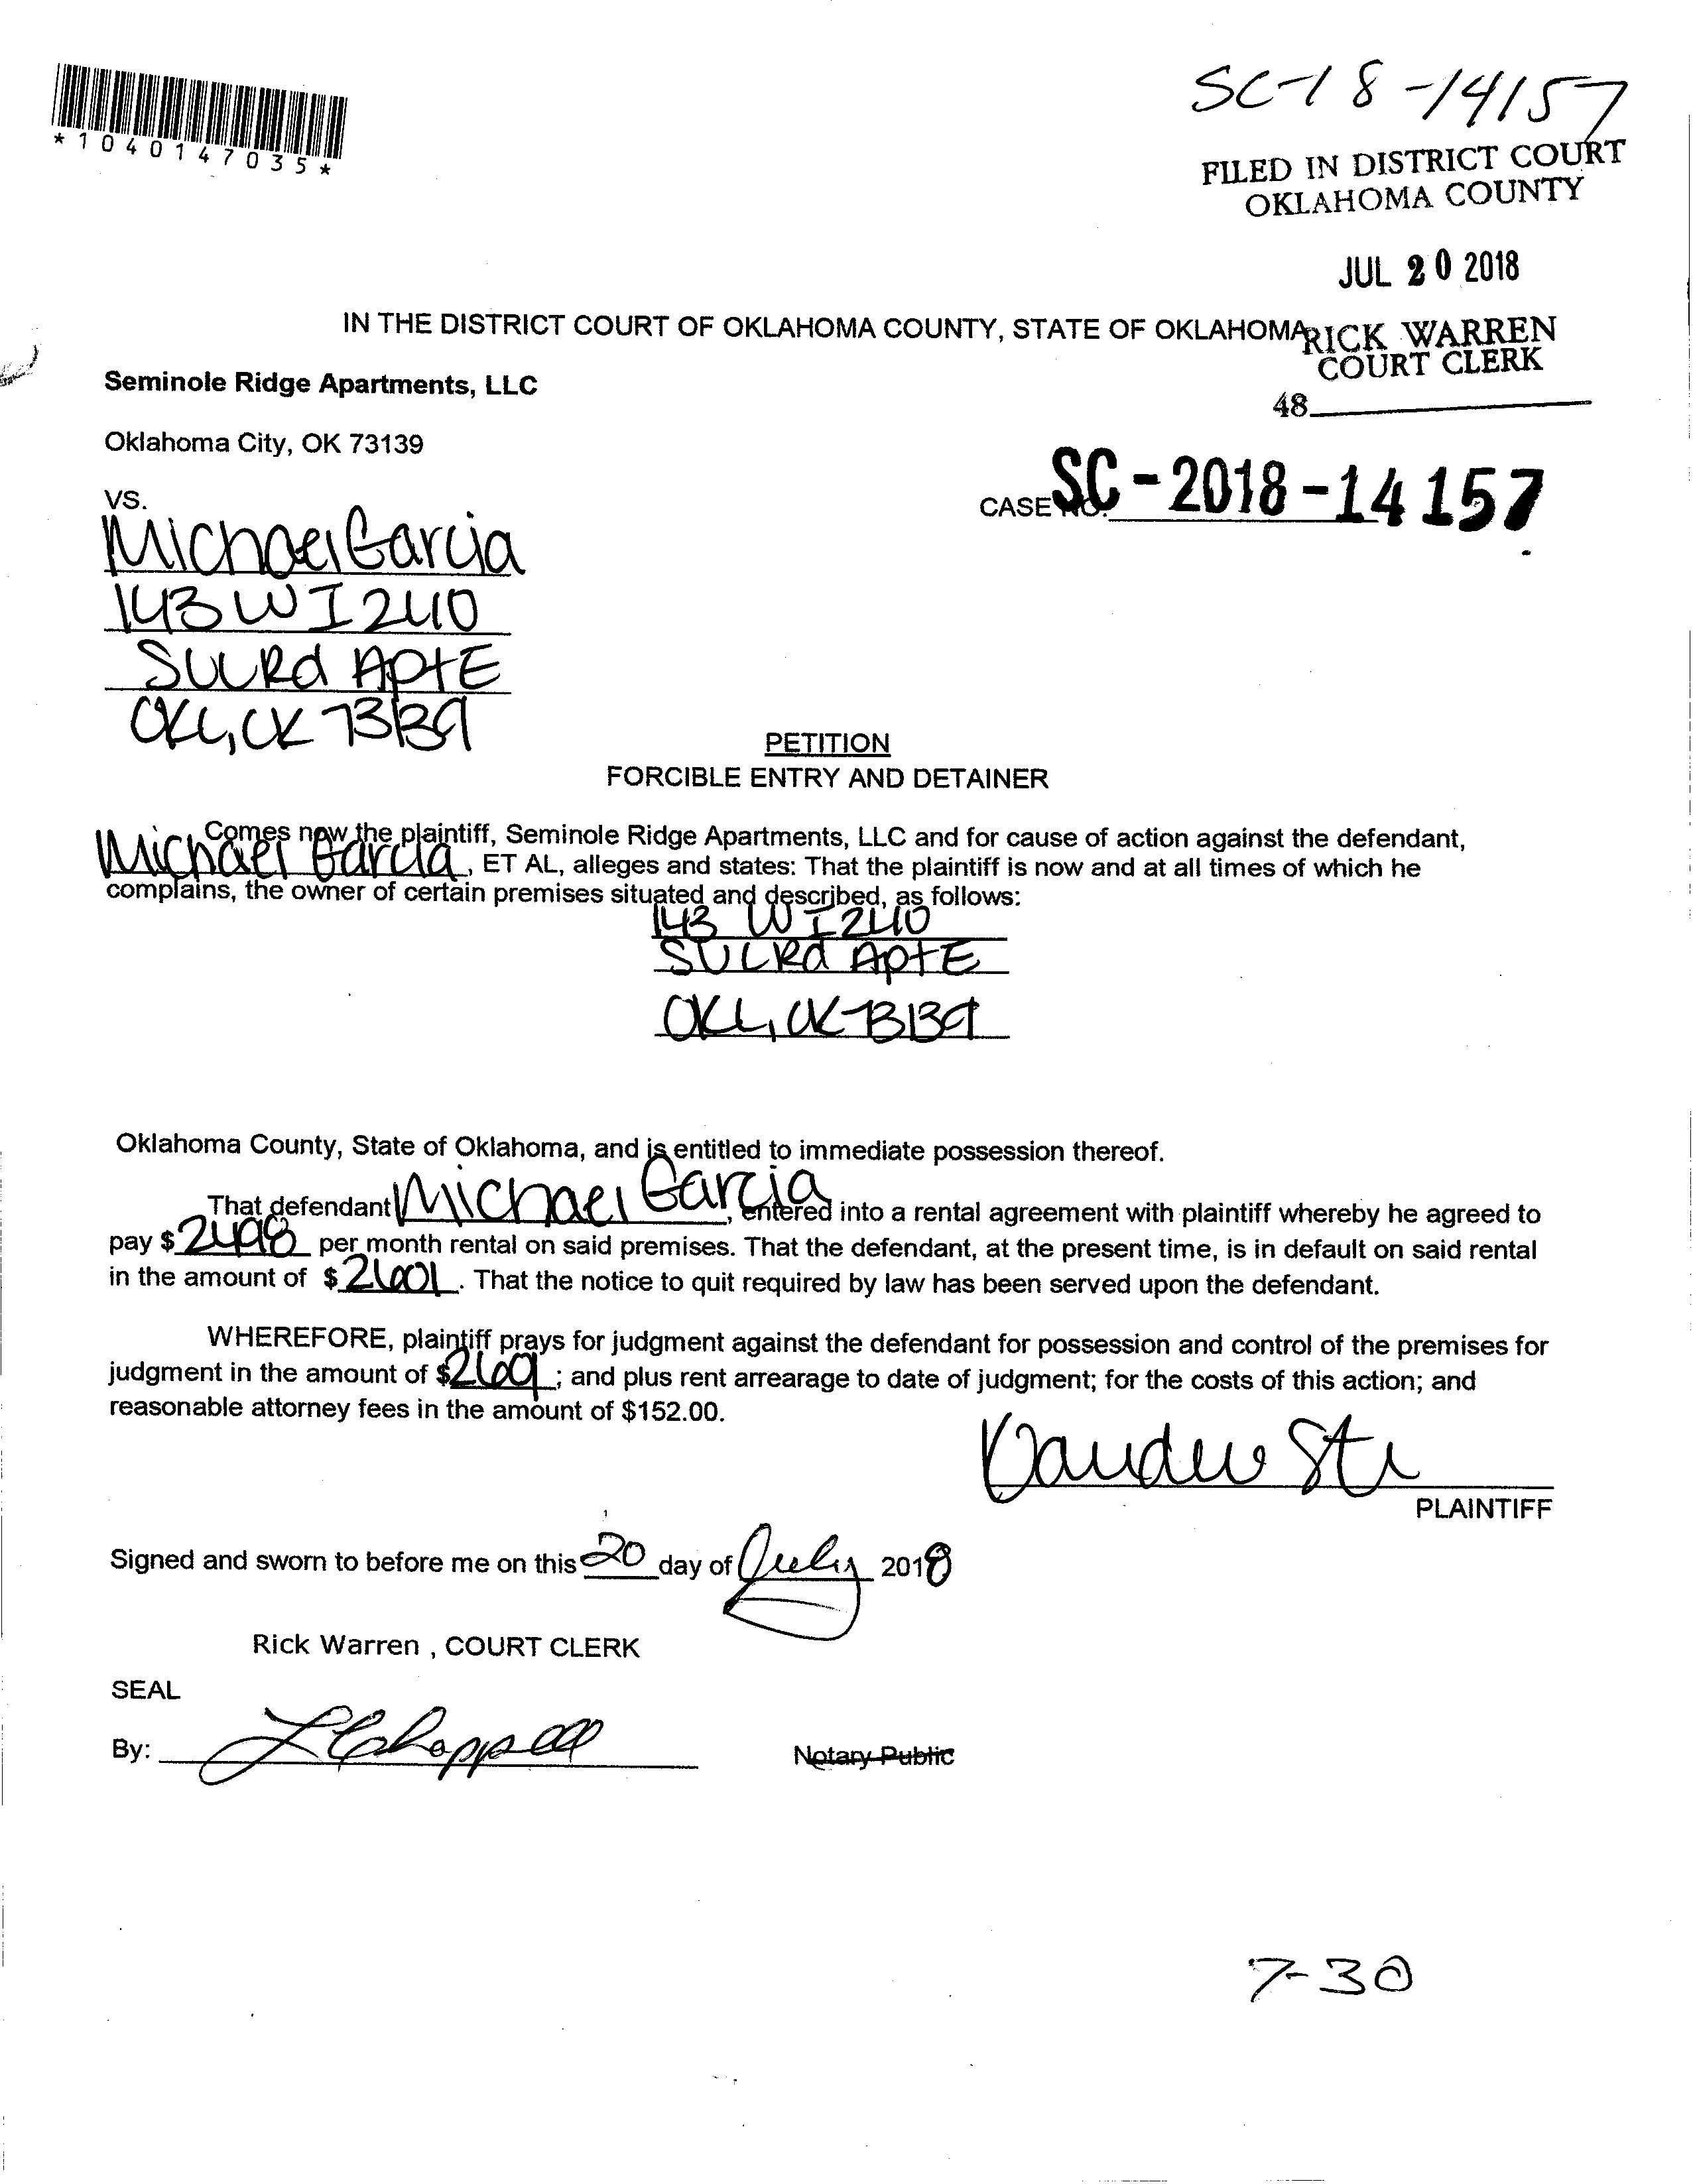 SC-18-14157
*1040147035*
FILED IN DISTRICT COURT
OKLAHOMA COUNTY
JUL 20 2018
IN THE DISTRICT COURT OF OKLAHOMA COUNTY, STATE OF OKLAHOMA
RICK WARREN
COURT CLERK
48
Seminole Ridge Apartments, LLC
Oklahoma City, OK 73139
CASE NO. SC-2018-14157
VS.
Michael Garcia
143 W I240
Rd Apt E
OKC, OK 73139
PETITION
FORCIBLE ENTRY AND DETAINER
Comes now the plaintiff, Seminole Ridge Apartments, LLC and for cause of action against the defendant,
Michael Garcia, ET AL, alleges and states: That the plaintiff is now and at all times of which he
complains, the owner of certain premises situated and described, as follows:
143 W I240
Rd Apt E
OKC, OK 73139
Oklahoma County, State of Oklahoma, and is entitled to immediate possession thereof.
That defendant Michael Garcia, entered into a rental agreement with plaintiff whereby he agreed to
pay $ 2498 per month rental on said premises. That the defendant, at the present time, is in default on said rental
in the amount of $ . That the notice to quit required by law has been served upon the defendant.
WHEREFORE, plaintiff prays for judgment against the defendant for possession and control of the premises for
judgment in the amount of $ ; and plus rent arrearage to date of judgment; for the costs of this action; and
reasonable attorney fees in the amount of $152.00.
PLAINTIFF
Signed and sworn to before me on this 20 day of July 2018
Rick Warren , COURT CLERK
SEAL
By: Chappell
Notary Public
7-30